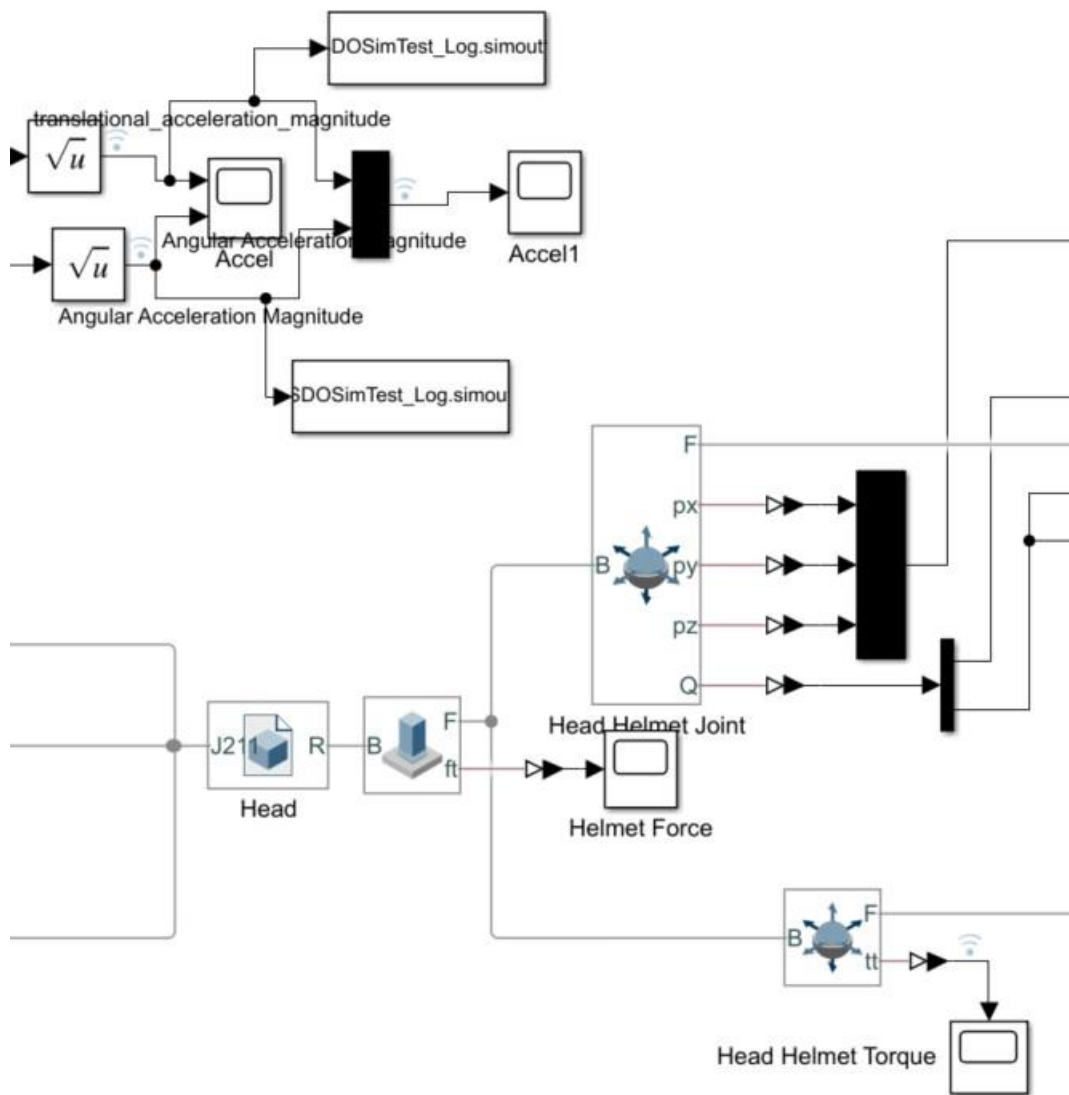 DOSimTest_Log.simout
translational_acceleration_magnitude
√u
Angular Acceleration Magnitude
Accel
Accel1
√u
Angular Acceleration Magnitude
SDOSimTest_Log.simou
F
px
B
py
pz
Q
Head Helmet Joint
J211
R
B
F
ft
Head
Helmet Force
B
F
tt
Head Helmet Torque